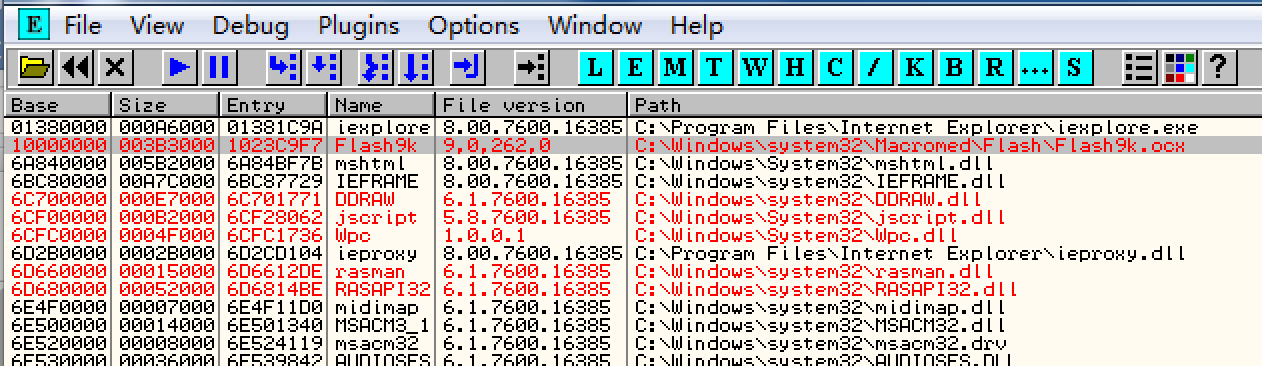 E File View Debug Plugins Options Window Help
L E M T W H C / K B R ... S ?
Base Size Entry Name File version Path
01380000 000A6000 01381C9A iexplore 8.00.7600.16385 C:\Program Files\Internet Explorer\iexplore.exe
10000000 003B3000 1023C9F7 Flash9k 9,0,262,0 C:\Windows\system32\Macromed\Flash\Flash9k.ocx
6A840000 005B2000 6A84BF7B mshtml 8.00.7600.16385 C:\Windows\System32\mshtml.dll
6BC80000 00A7C000 6BC87729 IEFRAME 8.00.7600.16385 C:\Windows\system32\IEFRAME.dll
6C700000 000E7000 6C701771 DDRAW 6.1.7600.16385 C:\Windows\system32\DDRAW.dll
6CF00000 000B2000 6CF28062 jscript 5.8.7600.16385 C:\Windows\System32\jscript.dll
6CFC0000 0004F000 6CFC1736 Wpc 1.0.0.1 C:\Windows\System32\Wpc.dll
6D2B0000 0002B000 6D2CD104 ieproxy 8.00.7600.16385 C:\Program Files\Internet Explorer\ieproxy.dll
6D660000 00015000 6D6612DE rasman 6.1.7600.16385 C:\Windows\system32\rasman.dll
6D680000 00052000 6D6814BE RASAPI32 6.1.7600.16385 C:\Windows\system32\RASAPI32.dll
6E4F0000 00007000 6E4F11D0 midimap 6.1.7600.16385 C:\Windows\system32\midimap.dll
6E500000 00014000 6E501340 MSACM3_1 6.1.7600.16385 C:\Windows\system32\MSACM32.dll
6E520000 00008000 6E524119 msacm32 6.1.7600.16385 C:\Windows\system32\msacm32.drv
6E530000 00036000 6E539842 AUDIOSES 6.1.7600.16385 C:\Windows\system32\AUDIOSES.DLL